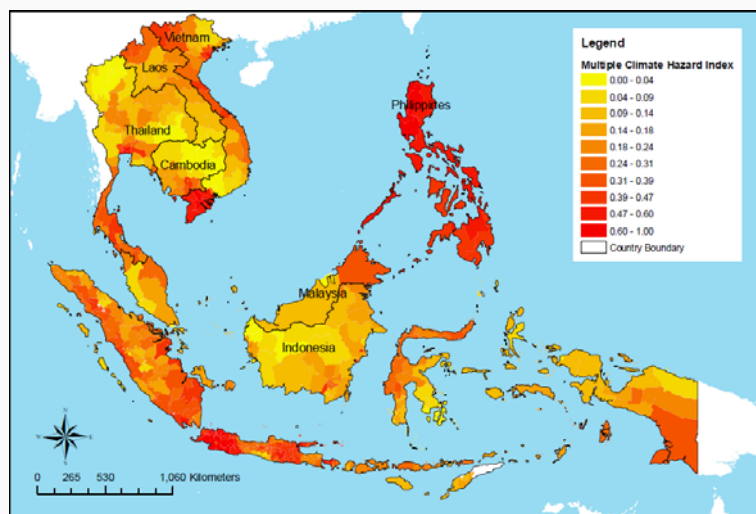 Vietnam
Laos
Thailand
Cambodia
Philippines
Malaysia
Indonesia
Legend
Multiple Climate Hazard Index
0.00 - 0.04
0.04 - 0.09
0.09 - 0.14
0.14 - 0.18
0.18 - 0.24
0.24 - 0.31
0.31 - 0.39
0.39 - 0.47
0.47 - 0.60
0.60 - 1.00
Country Boundary
N
W
E
S
0 265 530 1,060 Kilometers